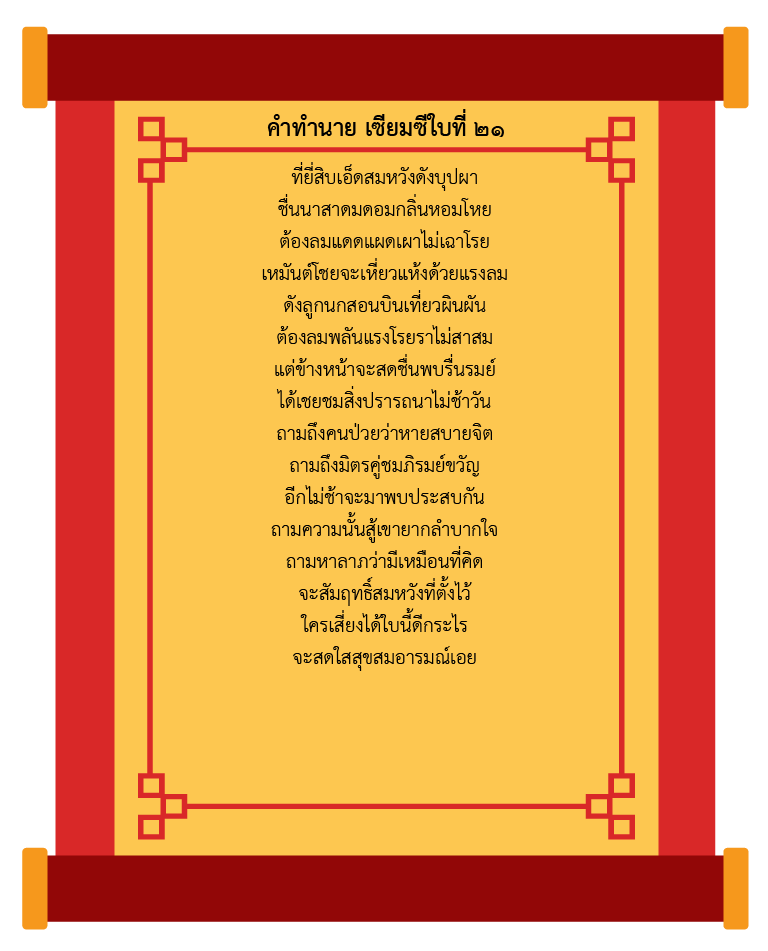 คำทำนาย เซียมซีใบที่ ๒๑
ที่ยี่สิบเอ็ดสมหวังดังบุปผา
ชื่นนาสาดมดอมกลิ่นหอมโหย
ต้องลมแดดแผดเผาไม่เฉาโรย
เหมันต์โชยจะเหี่ยวแห้งด้วยแรงลม
ดังลูกนกสอนบินเที่ยวผินผัน
ต้องลมพลันแรงโรยราไม่สาสม
แต่ข้างหน้าจะสดชื่นพบรื่นรมย์
ได้เชยชมสิ่งปรารถนาไม่ช้าวัน
ถามถึงคนป่วยว่าหายสบายจิต
ถามถึงมิตรคู่ชมภิรมย์ขวัญ
อีกไม่ช้าจะมาพบประสบกัน
ถามความนั้นสู้เขายากลำบากใจ
ถามหาลาภว่ามีเหมือนที่คิด
จะสัมฤทธิ์สมหวังที่ตั้งไว้
ใครเสี่ยงได้ใบนี้ดีกระไร
จะสดใสสุขสมอารมณ์เอย